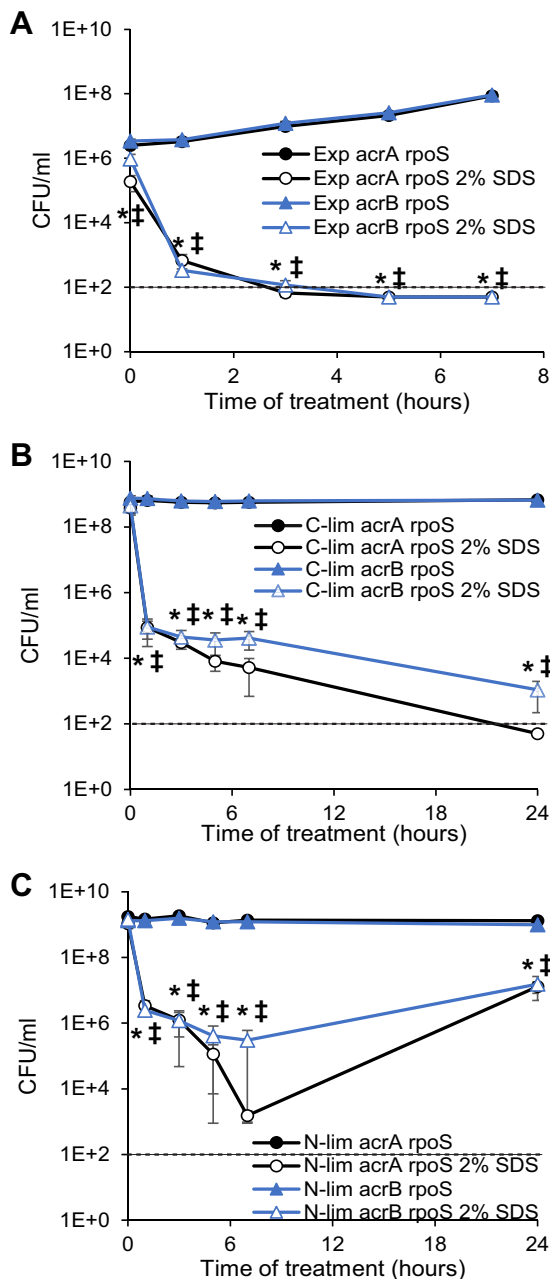 A
1E+10
1E+8
1E+6
1E+4
1E+2
1E+0
CFU/ml
Exp acrA rpoS
Exp acrA rpoS 2% SDS
Exp acrB rpoS
Exp acrB rpoS 2% SDS
*‡
* ‡
* ‡
* ‡
* ‡
0 2 4 6 8
Time of treatment (hours)
B
1E+10
1E+8
1E+6
1E+4
1E+2
1E+0
CFU/ml
C-lim acrA rpoS
C-lim acrA rpoS 2% SDS
C-lim acrB rpoS
C-lim acrB rpoS 2% SDS
* ‡ * ‡ * ‡
* ‡
* ‡
0 6 12 18 24
Time of treatment (hours)
C
1E+10
1E+8
1E+6
1E+4
1E+2
1E+0
CFU/ml
* ‡
* ‡
* ‡ * ‡
* ‡
N-lim acrA rpoS
N-lim acrA rpoS 2% SDS
N-lim acrB rpoS
N-lim acrB rpoS 2% SDS
0 6 12 18 24
Time of treatment (hours)